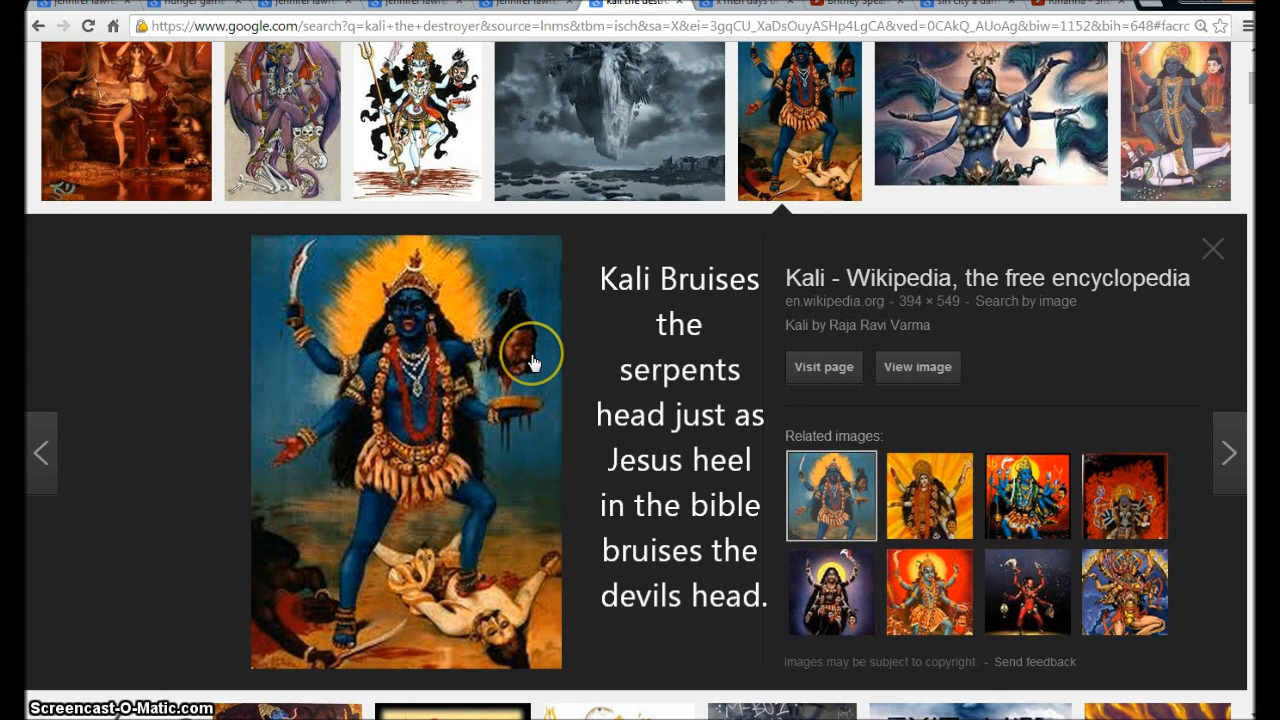 https://www.google.com/search?q=kali+the+destroyer&source=lnms&tbm=isch&sa=X&ei=3gqCU_XaDsOuyASHp4LgCA&ved=0CAkQ_AUoAg&biw=1152&bih=648#facrc
Kali Bruises
the
serpents
head just as
Jesus heel
in the bible
bruises the
devils head.
Kali - Wikipedia, the free encyclopedia
en.wikipedia.org - 394 × 549 - Search by image
Kali by Raja Ravi Varma
Visit page
View image
Related images:
Images may be subject to copyright. - Send feedback
Screencast-O-Matic.com